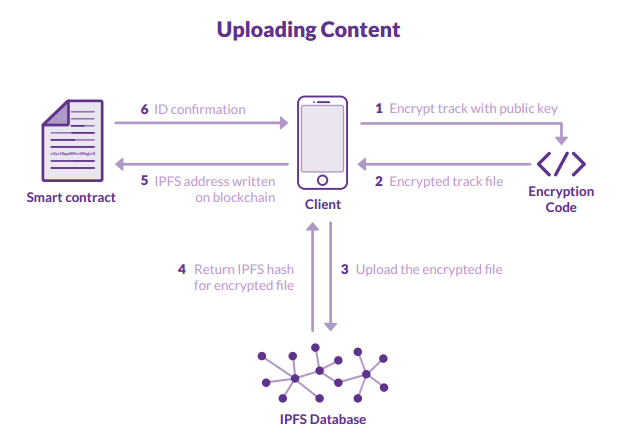 Uploading Content
6 ID confirmation
1 Encrypt track with public key
5 IPFS address written
on blockchain
2 Encrypted track file
Smart contract
Client
Encryption
Code
4 Return IPFS hash
for encrypted file
3 Upload the encrypted file
IPFS Database